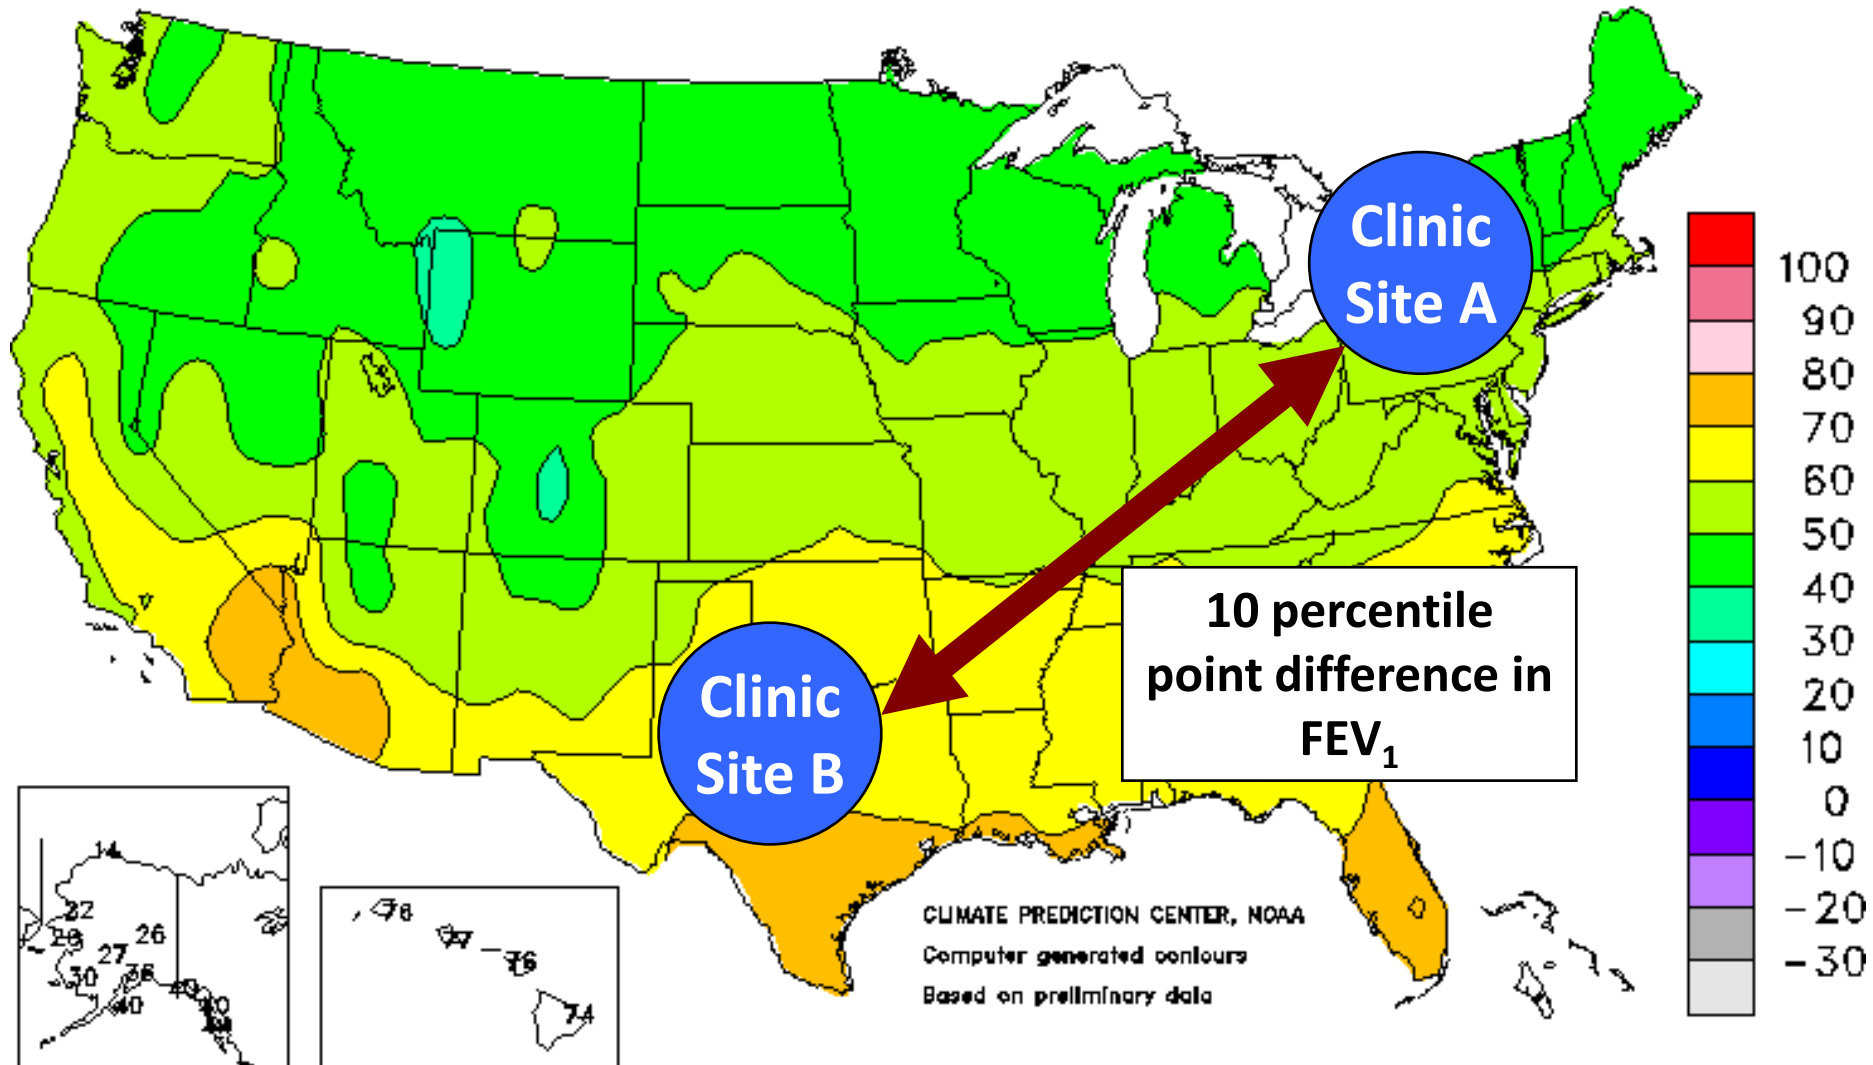 Clinic
Site A
Clinic
Site B
10 percentile
point difference in
FEV₁
100
90
80
70
60
50
40
30
20
10
0
-10
-20
-30
14
26
27
30
40
76
74
CLIMATE PREDICTION CENTER, NOAA
Computer generated contours
Based on preliminary data